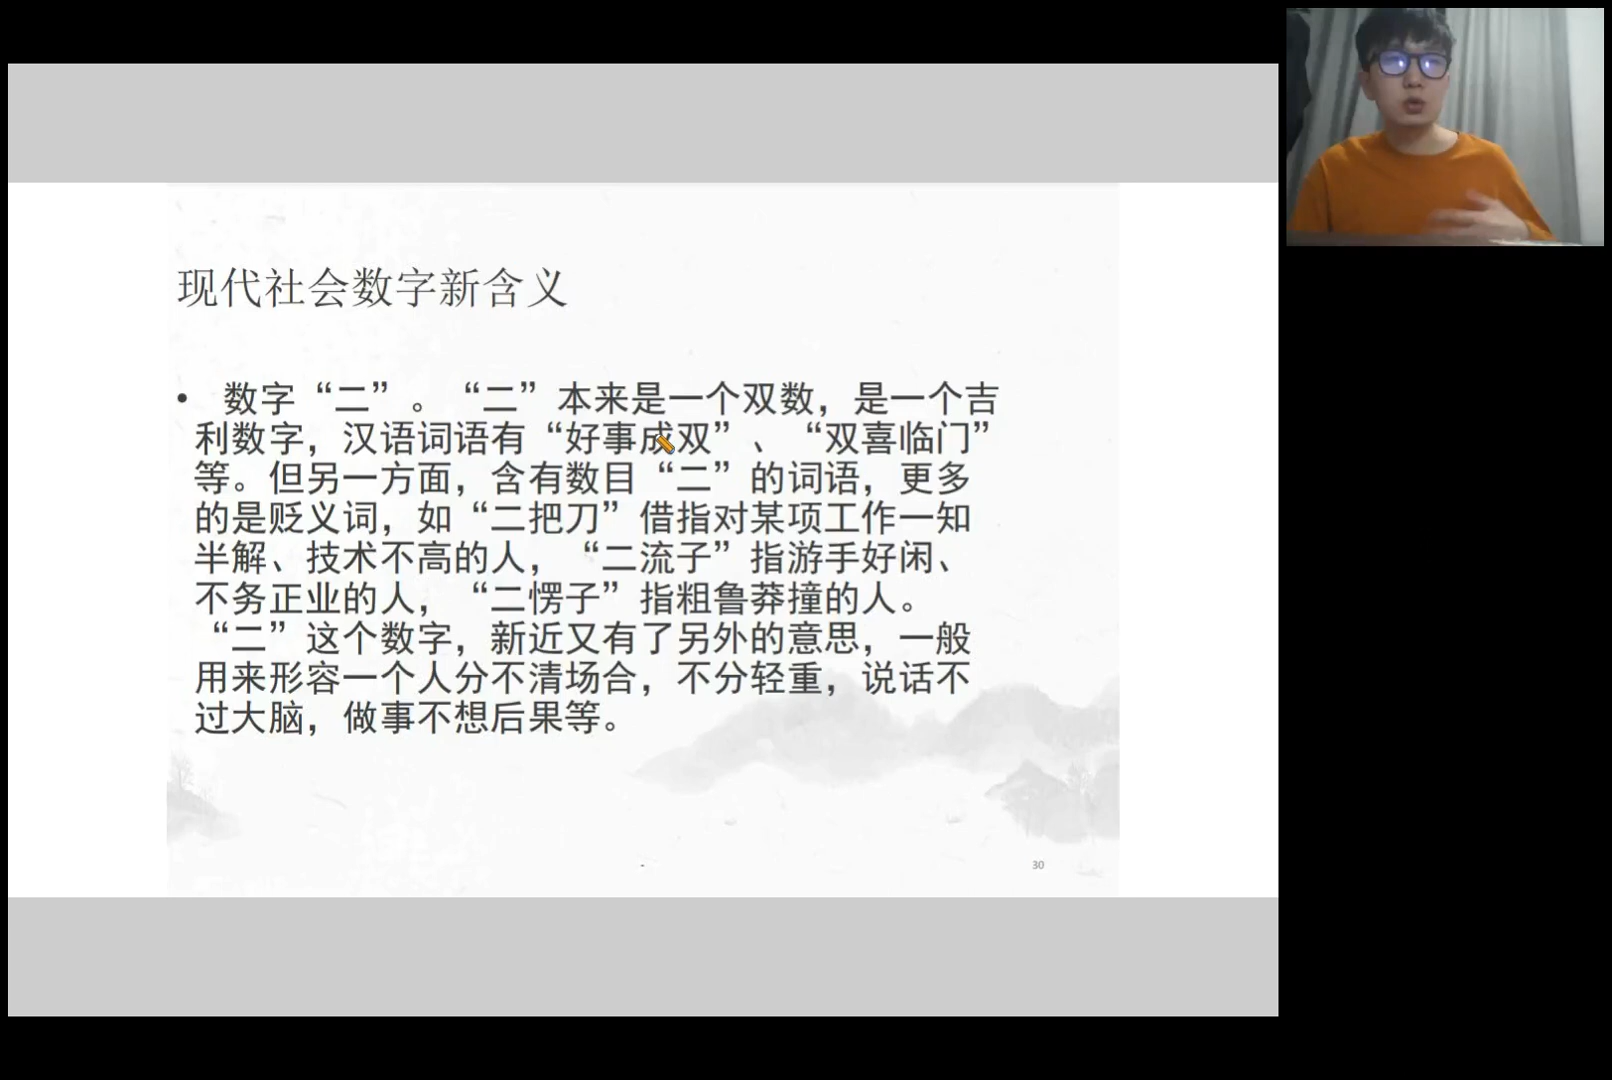 现代社会数字新含义
• 数字“二”。“二”本来是一个双数，是一个吉
利数字，汉语词语有“好事成双”、“双喜临门”
等。但另一方面，含有数目“二”的词语，更多
的是贬义词，如“二把刀”借指对某项工作一知
半解、技术不高的人，“二流子”指游手好闲、
不务正业的人，“二愣子”指粗鲁莽撞的人。
“二”这个数字，新近又有了另外的意思，一般
用来形容一个人分不清场合，不分轻重，说话不
过大脑，做事不想后果等。
-
30